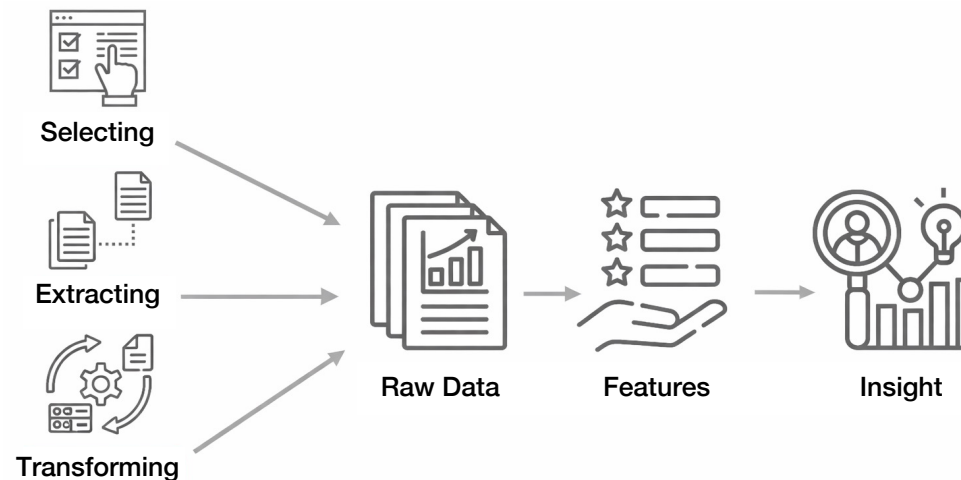 Selecting
Extracting
Transforming
Raw Data
Features
Insight